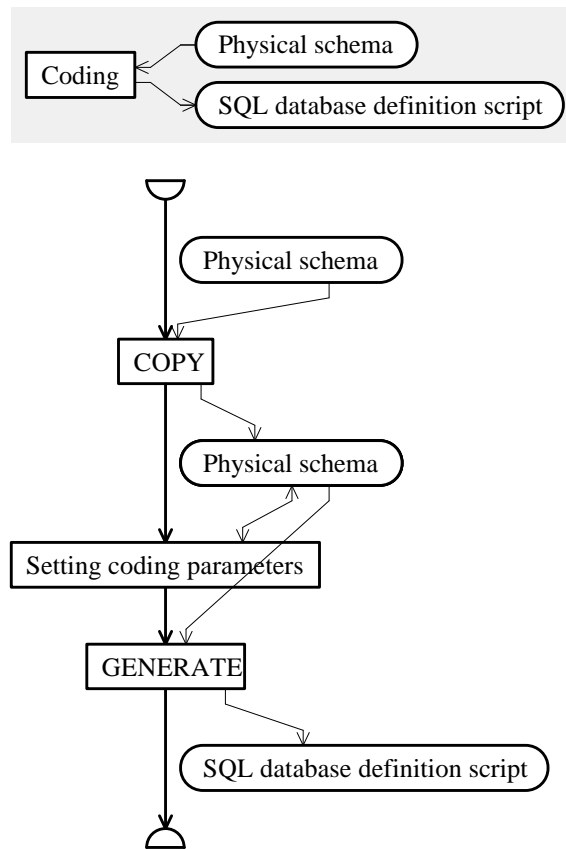 Physical schema
Coding
SQL database definition script
Physical schema
COPY
Physical schema
Setting coding parameters
GENERATE
SQL database definition script